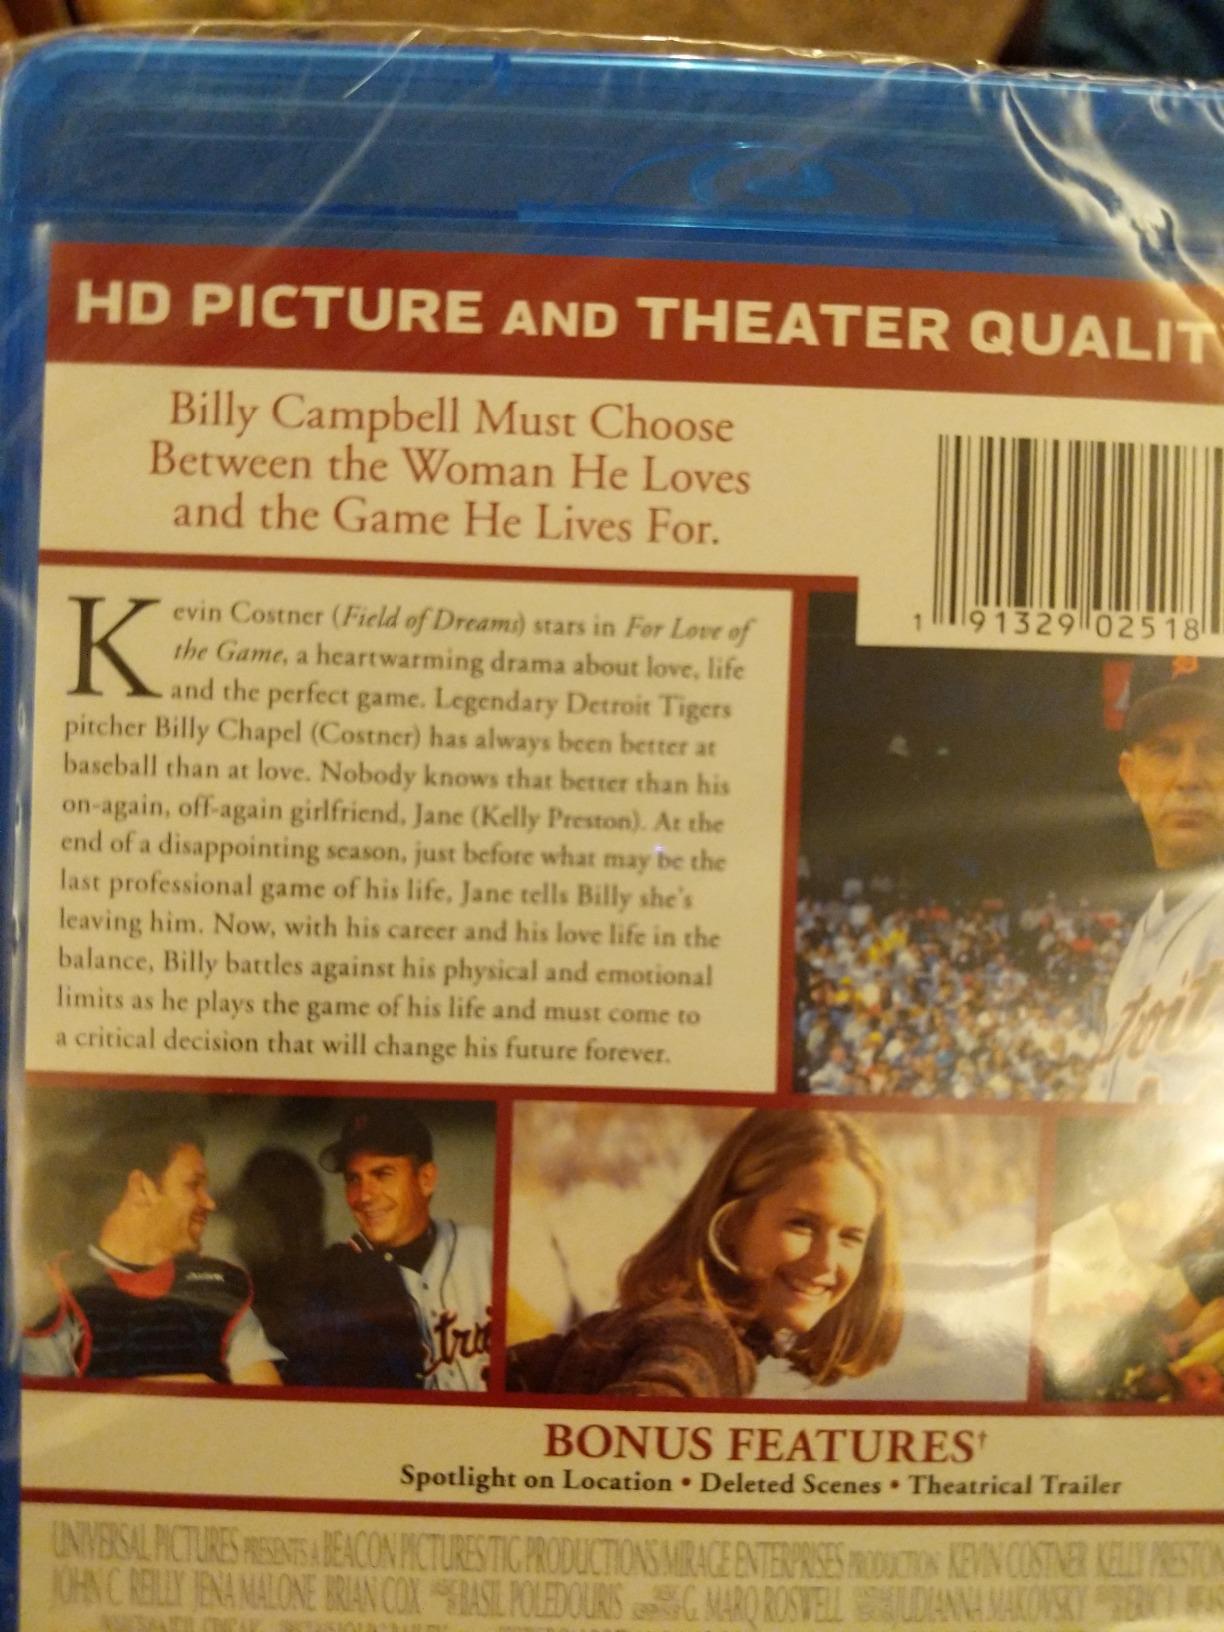 HD PICTURE AND THEATER QUALIT
Billy Campbell Must Choose
Between the Woman He Loves
and the Game He Lives For.
1 91329 02518
Kevin Costner (Field of Dreams) stars in For Love of
the Game, a heartwarming drama about love, life
and the perfect game. Legendary Detroit Tigers
pitcher Billy Chapel (Costner) has always been better at
baseball than at love. Nobody knows that better than his
on-again, off-again girlfriend, Jane (Kelly Preston). At the
end of a disappointing season, just before what may be the
last professional game of his life, Jane tells Billy she's
leaving him. Now, with his career and his love life in the
balance, Billy battles against his physical and emotional
limits as he plays the game of his life and must come to
a critical decision that will change his future forever.
BONUS FEATURES†
Spotlight on Location • Deleted Scenes • Theatrical Trailer
UNIVERSAL PICTURES PRESENTS A BEACON PICTURES/TIG PRODUCTIONS/MIRAGE ENTERPRISES PRODUCTION KEVIN COSTNER KELLY PRESTON
JOHN C. REILLY JENA MALONE BRIAN COX BASIL POLEDOURIS G. MARQ ROSWELL JUDIANNA MAKOVSKY